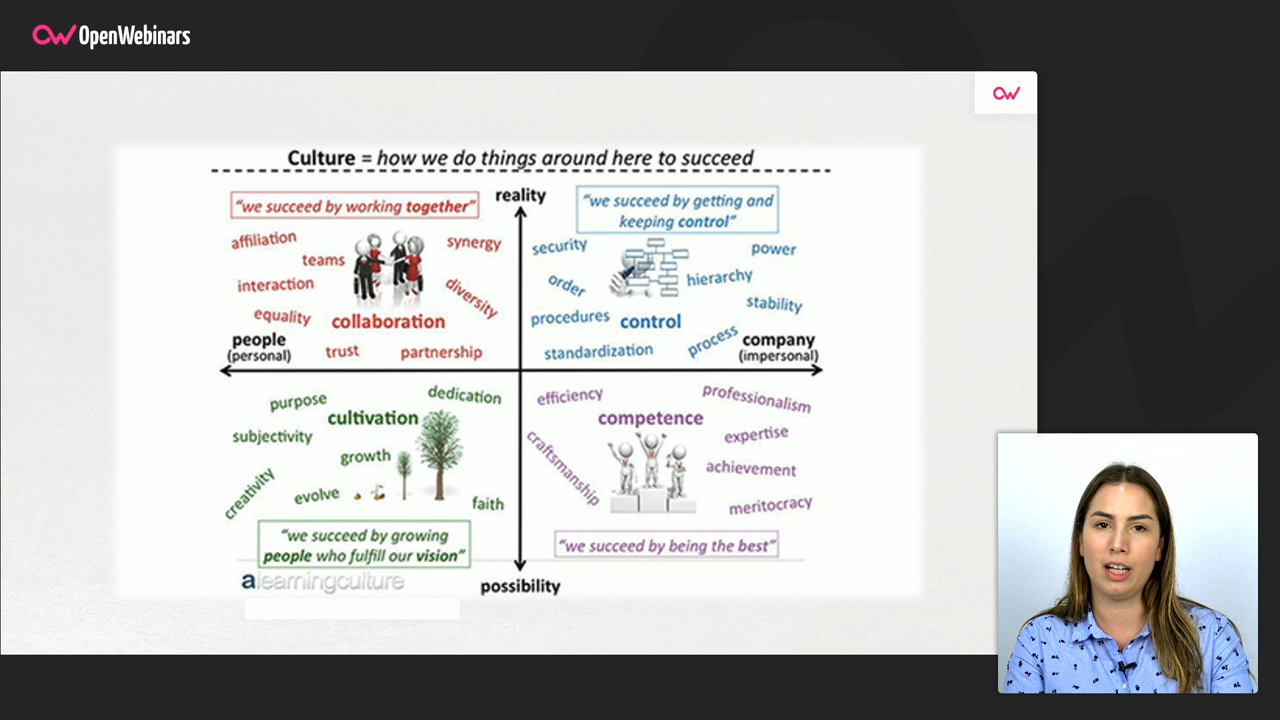 OpenWebinars
Culture = how we do things around here to succeed
reality
"we succeed by working together"
affiliation
teams
synergy
interaction
diversity
equality
collaboration
people
(personal)
trust
partnership
"we succeed by getting and
keeping control"
security
power
order
hierarchy
stability
procedures
control
process
company
(impersonal)
standardization
purpose
dedication
cultivation
subjectivity
growth
creativity
evolve
faith
"we succeed by growing
people who fulfill our vision"
efficiency
professionalism
competence
craftsmanship
expertise
achievement
meritocracy
"we succeed by being the best"
alearningculture
possibility